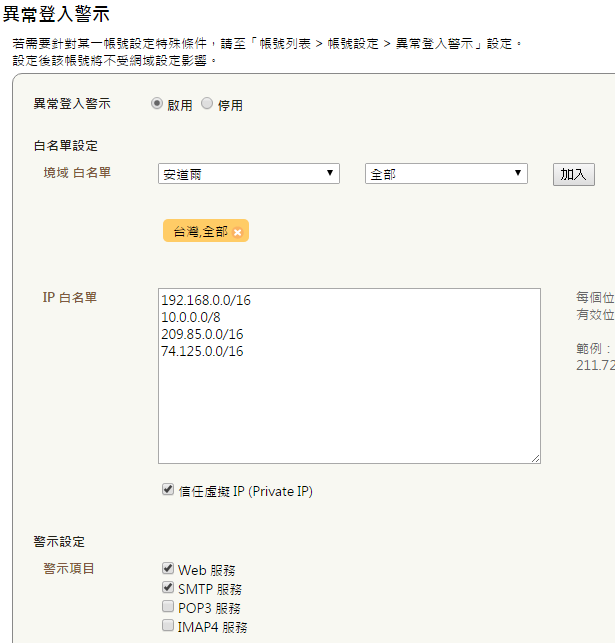 異常登入警示
若需要針對某一帳號設定特殊條件，請至「帳號列表 > 帳號設定 > 異常登入警示」設定。
設定後該帳號將不受網域設定影響。
異常登入警示 啟用 停用
白名單設定
境域 白名單 安道爾 全部 加入
台灣,全部
IP 白名單
192.168.0.0/16
10.0.0.0/8
209.85.0.0/16
74.125.0.0/16
每個位
有效位
範例：
211.72
信任虛擬 IP (Private IP)
警示設定
警示項目
Web 服務
SMTP 服務
POP3 服務
IMAP4 服務